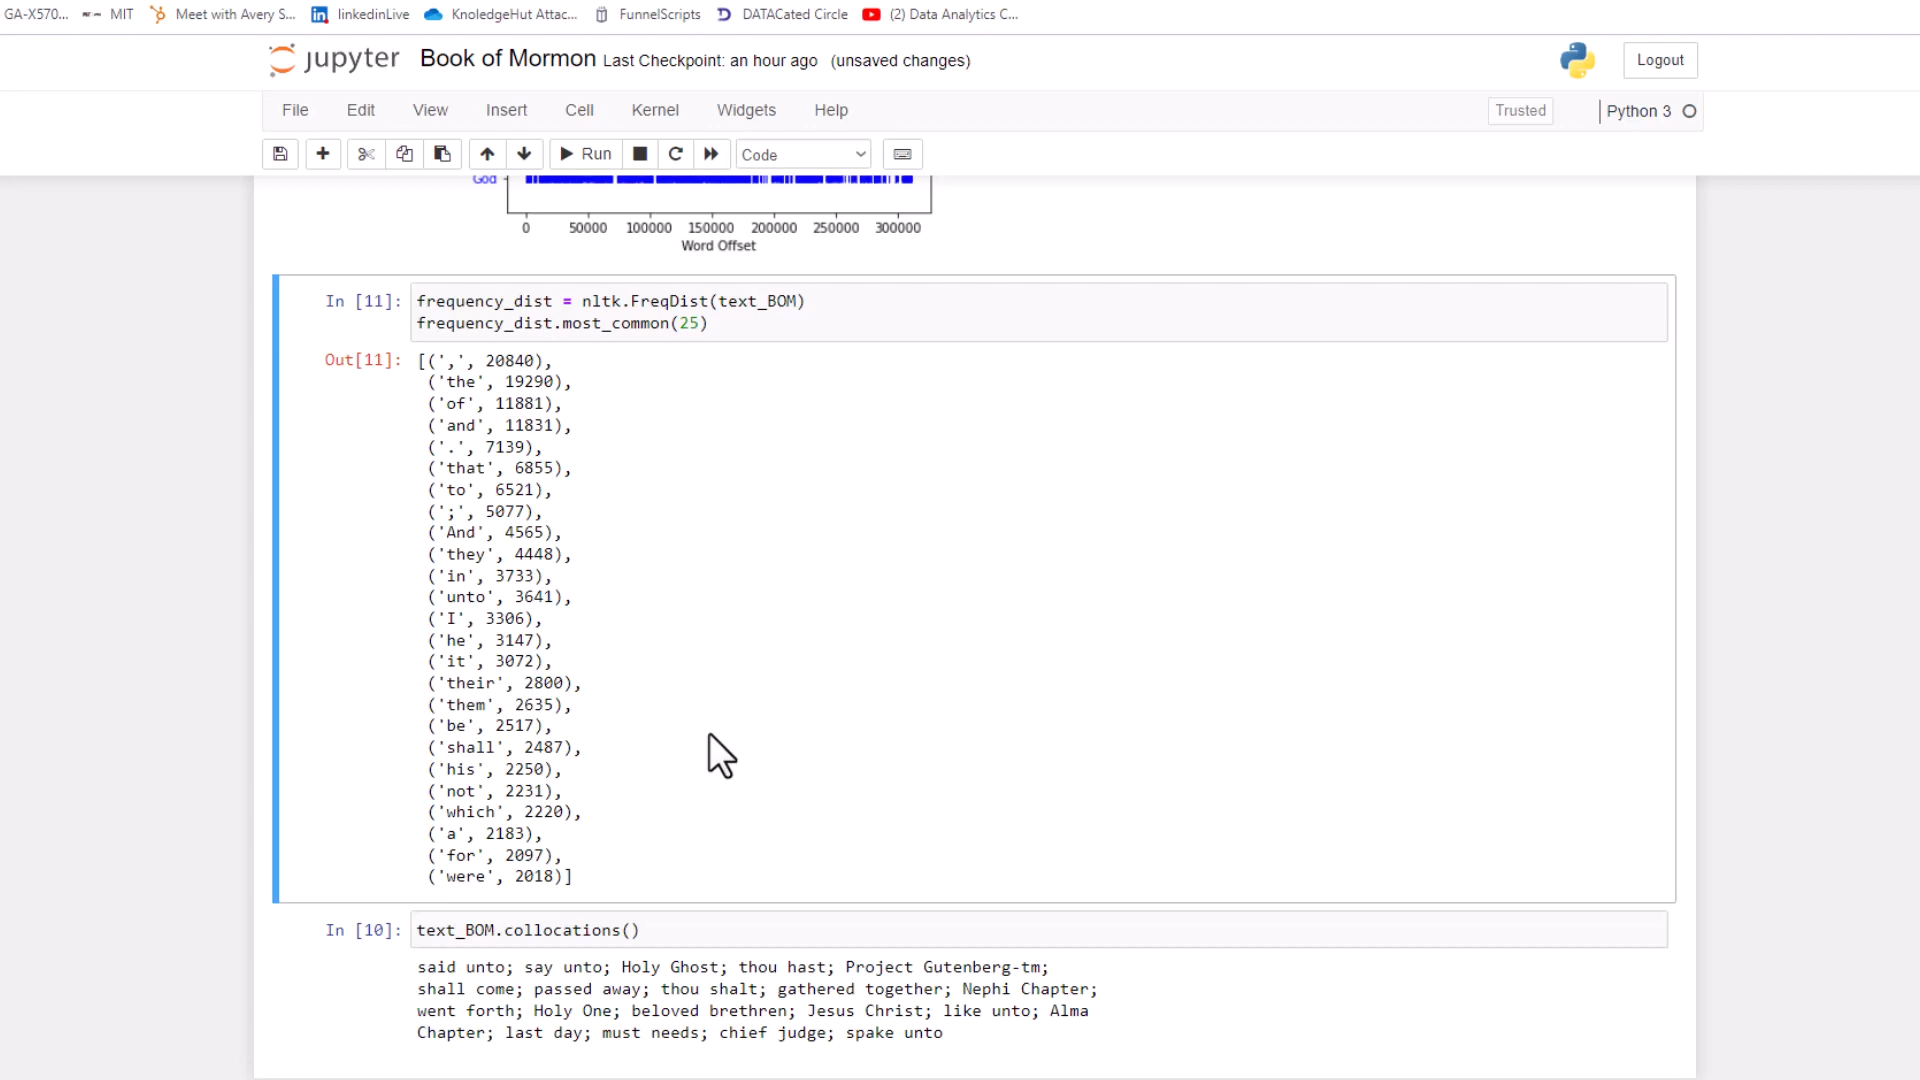 GA-X570... MIT Meet with Avery S... linkedinLive KnoledgeHut Attac... FunnelScripts DATACated Circle (2) Data Analytics C...
jupyter Book of Mormon Last Checkpoint: an hour ago (unsaved changes) Logout
File Edit View Insert Cell Kernel Widgets Help Trusted Python 3
Run Code
God
0 50000 100000 150000 200000 250000 300000
Word Offset
In [11]: frequency_dist = nltk.FreqDist(text_BOM)
frequency_dist.most_common(25)
Out[11]: [(',', 20840),
('the', 19290),
('of', 11881),
('and', 11831),
('.', 7139),
('that', 6855),
('to', 6521),
(';', 5077),
('And', 4565),
('they', 4448),
('in', 3733),
('unto', 3641),
('I', 3306),
('he', 3147),
('it', 3072),
('their', 2800),
('them', 2635),
('be', 2517),
('shall', 2487),
('his', 2250),
('not', 2231),
('which', 2220),
('a', 2183),
('for', 2097),
('were', 2018)]
In [10]: text_BOM.collocations()
said unto; say unto; Holy Ghost; thou hast; Project Gutenberg-tm;
shall come; passed away; thou shalt; gathered together; Nephi Chapter;
went forth; Holy One; beloved brethren; Jesus Christ; like unto; Alma
Chapter; last day; must needs; chief judge; spake unto